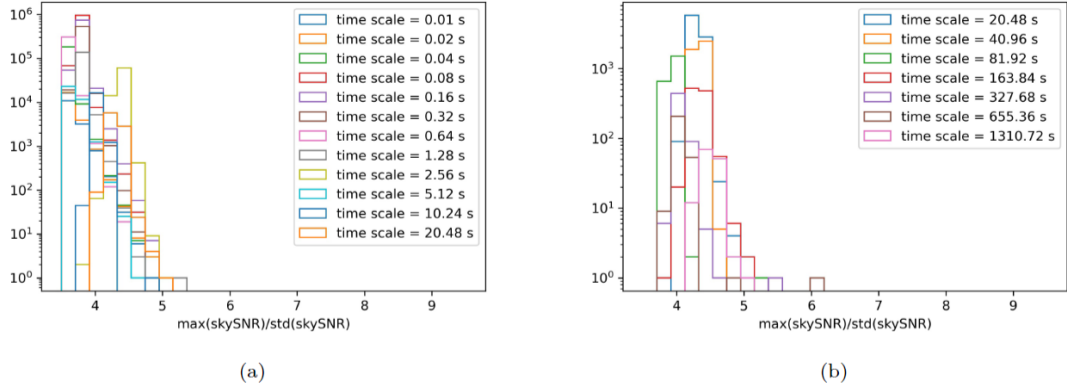 10⁶
10⁵
10⁴
10³
10²
10¹
10⁰
time scale = 0.01 s
time scale = 0.02 s
time scale = 0.04 s
time scale = 0.08 s
time scale = 0.16 s
time scale = 0.32 s
time scale = 0.64 s
time scale = 1.28 s
time scale = 2.56 s
time scale = 5.12 s
time scale = 10.24 s
time scale = 20.48 s
4 5 6 7 8 9
max(skySNR)/std(skySNR)
(a)
10³
10²
10¹
10⁰
time scale = 20.48 s
time scale = 40.96 s
time scale = 81.92 s
time scale = 163.84 s
time scale = 327.68 s
time scale = 655.36 s
time scale = 1310.72 s
4 5 6 7 8 9
max(skySNR)/std(skySNR)
(b)